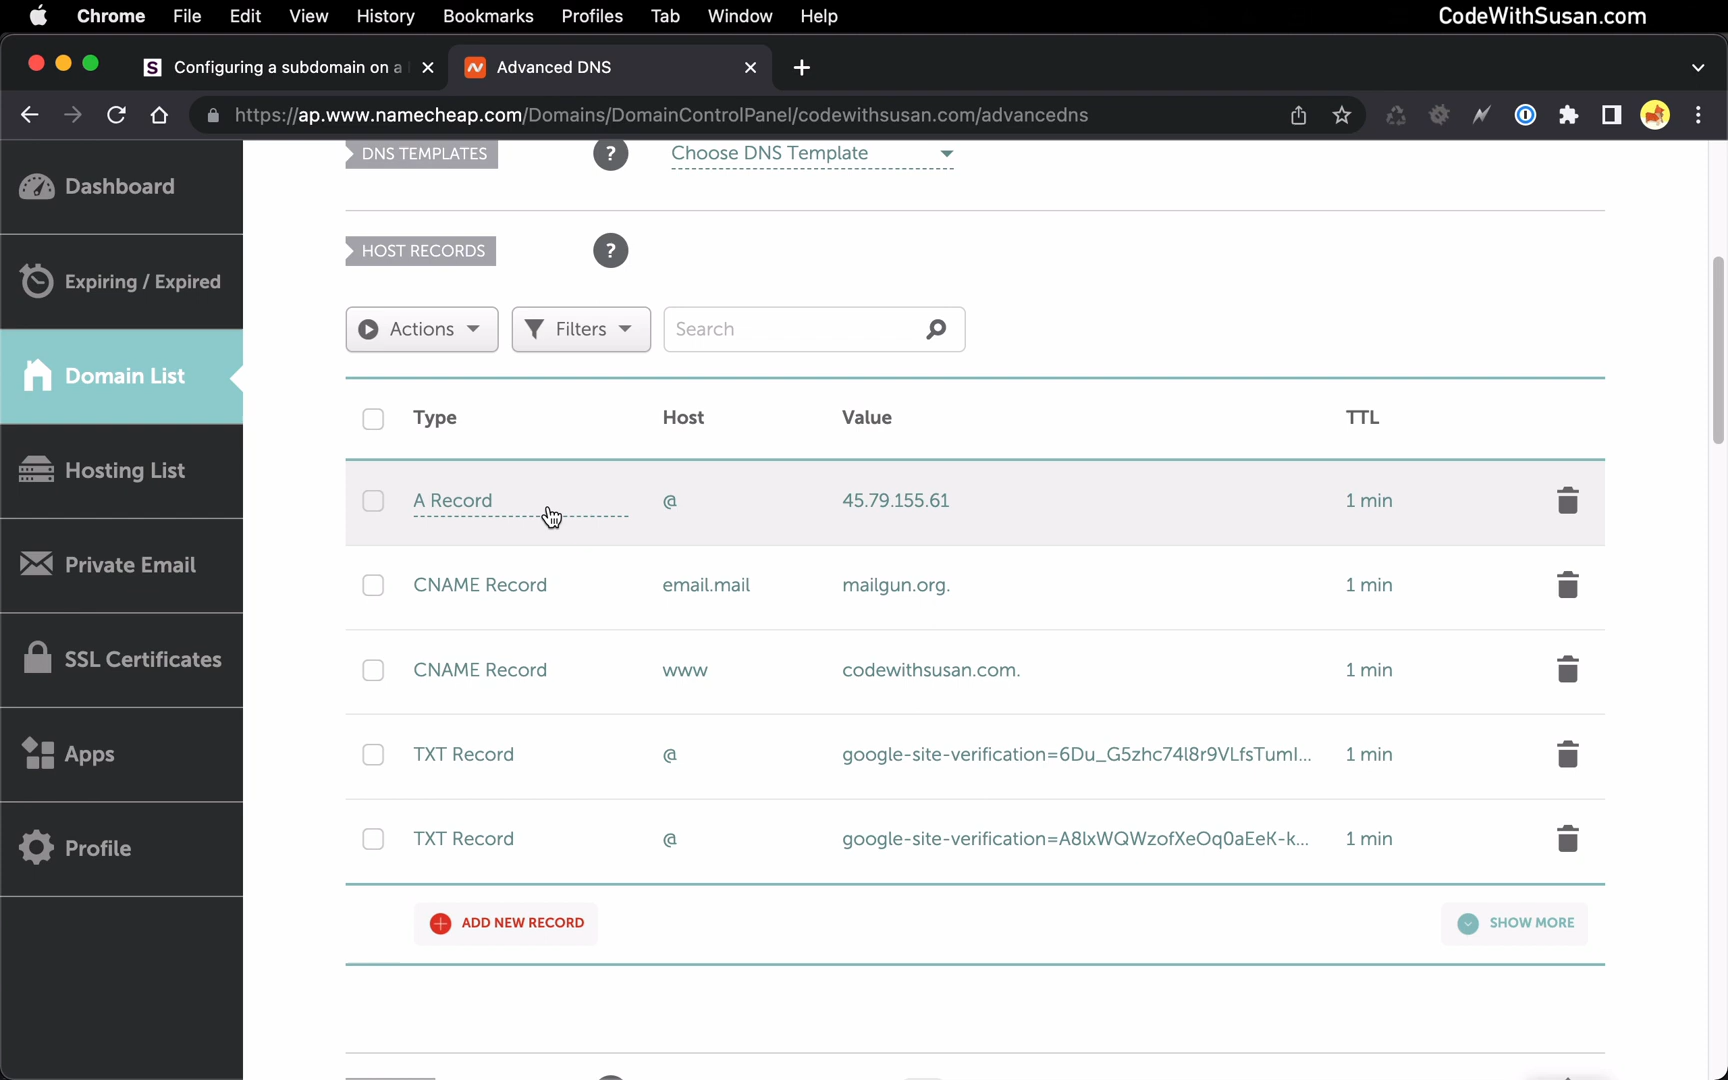 Chrome File Edit View History Bookmarks Profiles Tab Window Help CodeWithSusan.com
S Configuring a subdomain on a Advanced DNS
https://ap.www.namecheap.com/Domains/DomainControlPanel/codewithsusan.com/advancedns
DNS TEMPLATES ? Choose DNS Template
Dashboard
HOST RECORDS ?
Expiring / Expired
Actions Filters Search
Domain List
Type Host Value TTL
Hosting List
A Record @ 45.79.155.61 1 min
Private Email
CNAME Record email.mail mailgun.org. 1 min
SSL Certificates
CNAME Record www codewithsusan.com. 1 min
Apps
TXT Record @ google-site-verification=6Du_G5zhc74l8r9VLfsTumI... 1 min
Profile
TXT Record @ google-site-verification=A8lxWQWzofXeOq0aEeK-k... 1 min
ADD NEW RECORD SHOW MORE